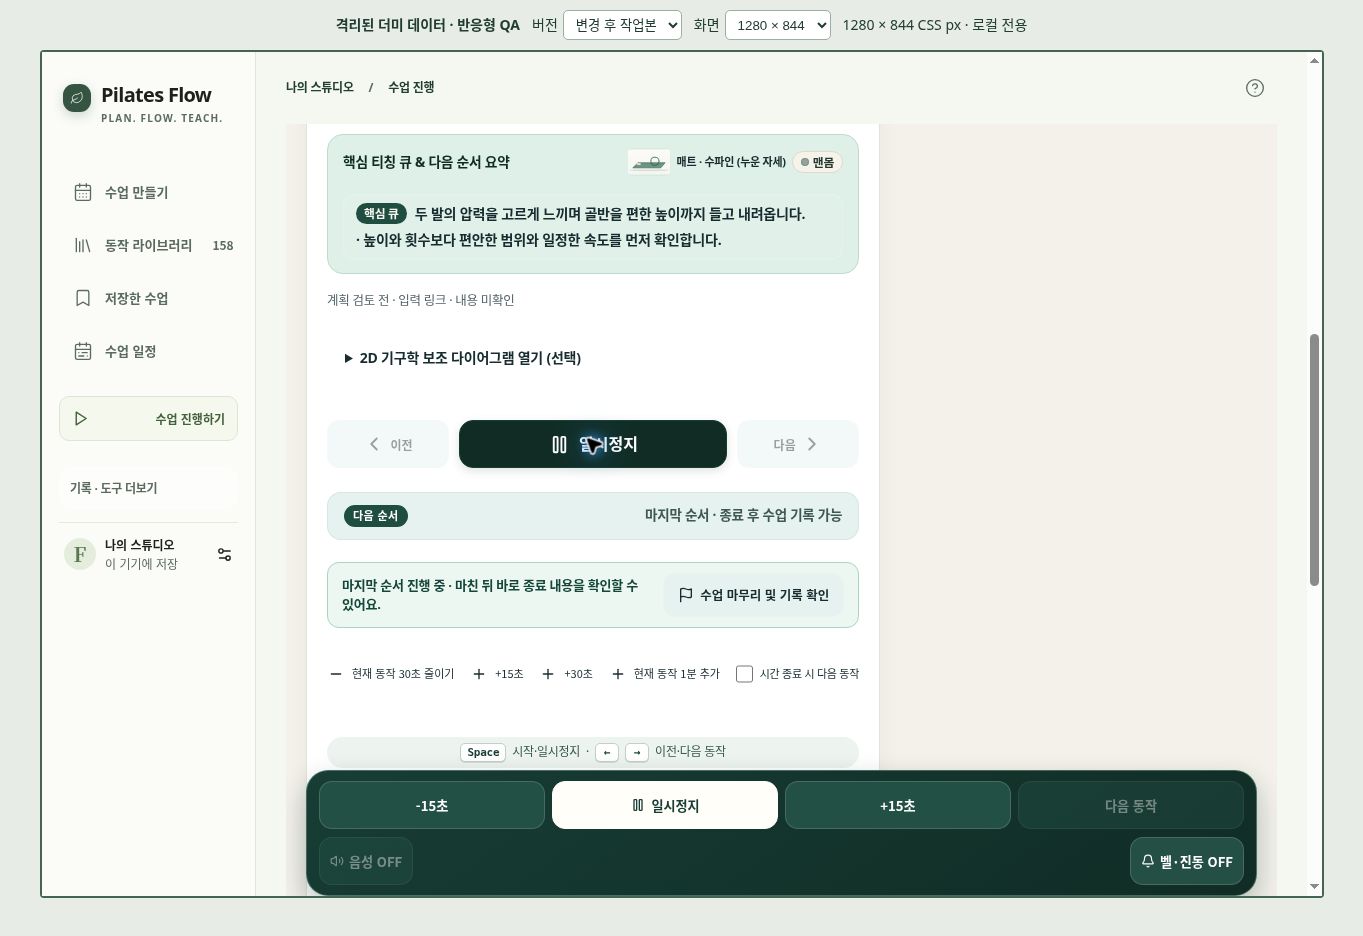 격리된 더미 데이터 · 반응형 QA 버전 변경 후 작업본 화면 1280 × 844 1280 × 844 CSS px · 로컬 전용
Pilates Flow
PLAN. FLOW. TEACH.
수업 만들기
동작 라이브러리 158
저장한 수업
수업 일정
수업 진행하기
기록 · 도구 더보기
F
나의 스튜디오
이 기기에 저장
나의 스튜디오 / 수업 진행
핵심 티칭 큐 & 다음 순서 요약
매트 · 수파인 (누운 자세) 맨몸
핵심 큐 두 발의 압력을 고르게 느끼며 골반을 편한 높이까지 들고 내려옵니다.
· 높이와 횟수보다 편안한 범위와 일정한 속도를 먼저 확인합니다.
계획 검토 전 · 입력 링크 · 내용 미확인
▶ 2D 기구학 보조 다이어그램 열기 (선택)
이전 일시정지 다음
다음 순서 마지막 순서 · 종료 후 수업 기록 가능
마지막 순서 진행 중 · 마친 뒤 바로 종료 내용을 확인할 수
있어요.
수업 마무리 및 기록 확인
현재 동작 30초 줄이기 +15초 +30초 현재 동작 1분 추가 시간 종료 시 다음 동작
Space 시작·일시정지 · ← → 이전·다음 동작
-15초 일시정지 +15초 다음 동작
음성 OFF 벨·진동 OFF